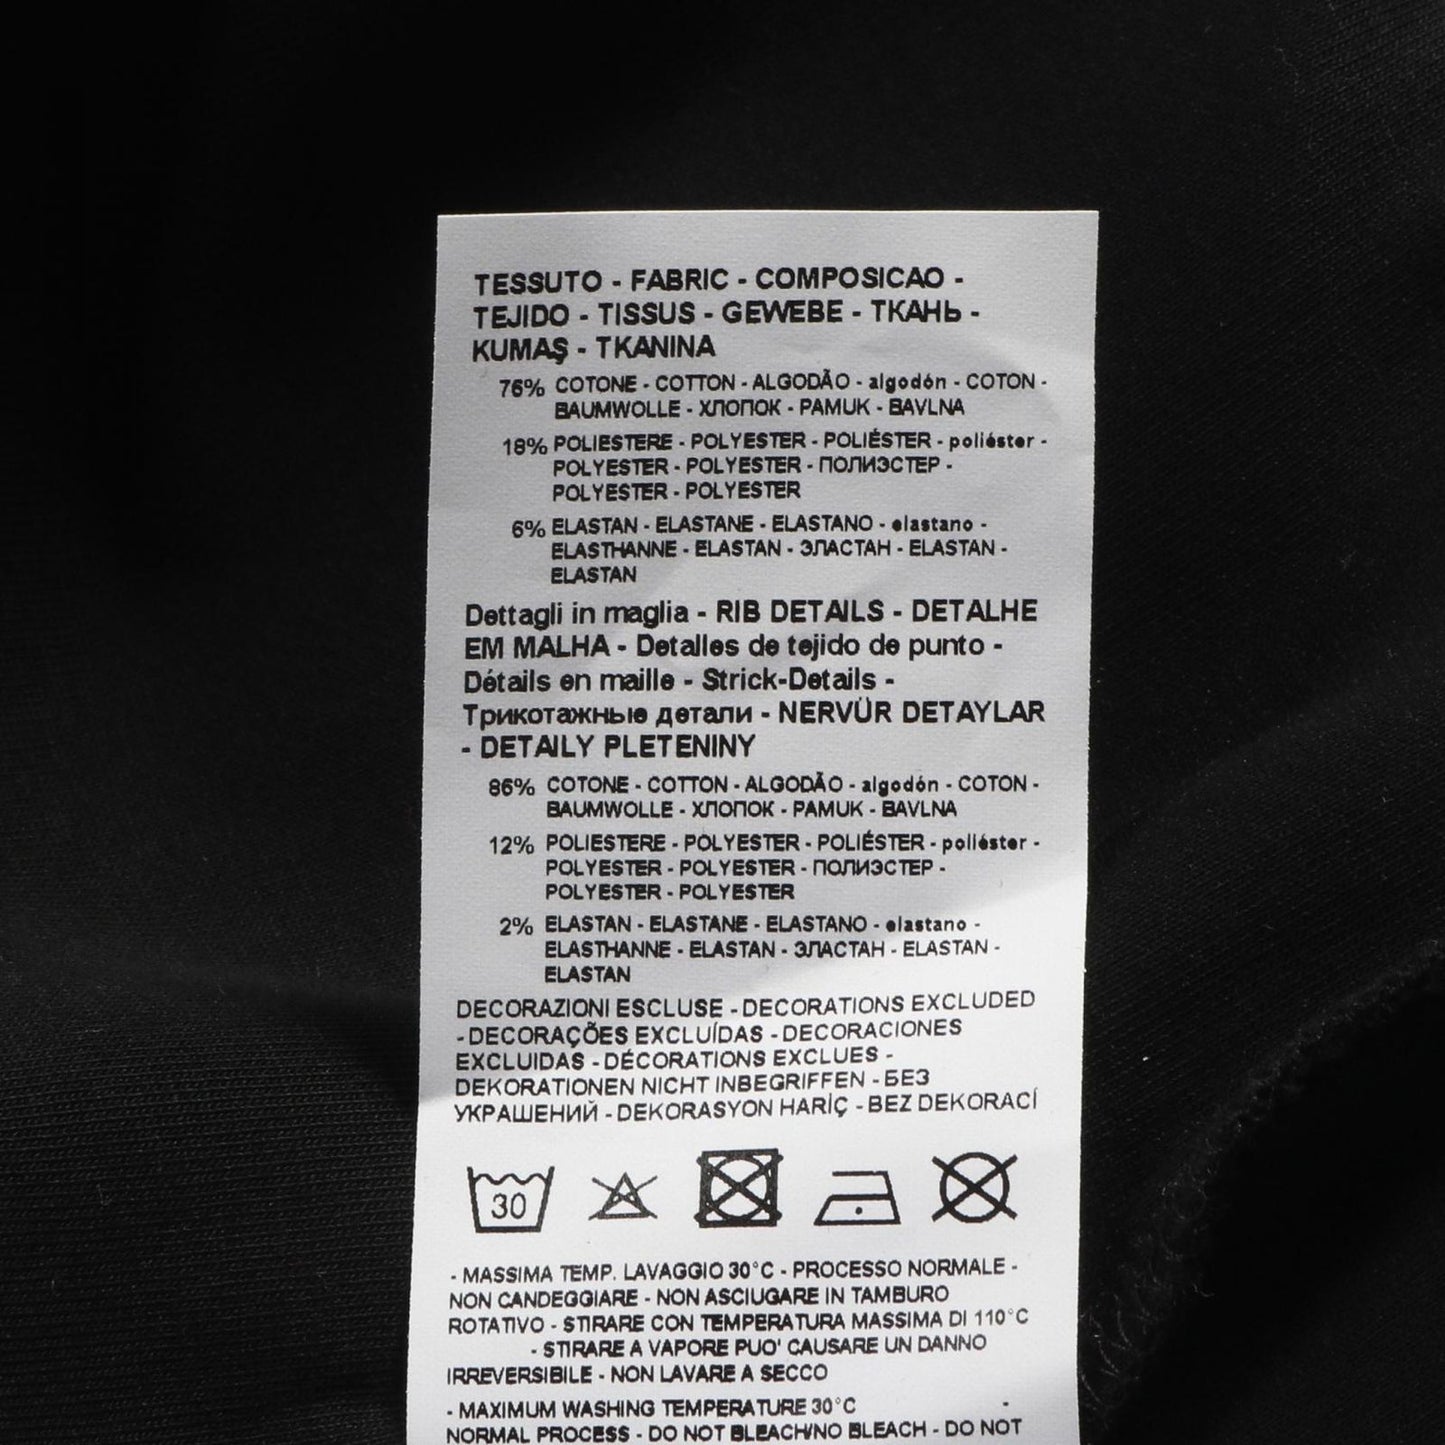 TESSUTO - FABRIC - COMPOSICAO -
TEJIDO - TISSUS - GEWEBE - ТКАНЬ -
KUMAŞ - TKANINA
76% COTONE - COTTON - ALGODÃO - algodón - COTON -
BAUMWOLLE - ХЛОПОК - PAMUK - BAVLNA
18% POLIESTERE - POLYESTER - POLIÉSTER - poliéster -
POLYESTER - POLYESTER - ПОЛИЭСТЕР -
POLYESTER - POLYESTER
6% ELASTAN - ELASTANE - ELASTANO - elastano -
ELASTHANNE - ELASTAN - ЭЛАСТАН - ELASTAN -
ELASTAN
Dettagli in maglia - RIB DETAILS - DETALHE
EM MALHA - Detalles de tejido de punto -
Détails en maille - Strick-Details -
Трикотажные детали - NERVÜR DETAYLAR
- DETAILY PLETENINY
86% COTONE - COTTON - ALGODÃO - algodón - COTON -
BAUMWOLLE - ХЛОПОК - PAMUK - BAVLNA
12% POLIESTERE - POLYESTER - POLIÉSTER - poliéster -
POLYESTER - POLYESTER - ПОЛИЭСТЕР -
POLYESTER - POLYESTER
2% ELASTAN - ELASTANE - ELASTANO - elastano -
ELASTHANNE - ELASTAN - ЭЛАСТАН - ELASTAN -
ELASTAN
DECORAZIONI ESCLUSE - DECORATIONS EXCLUDED
- DECORAÇÕES EXCLUÍDAS - DECORACIONES
EXCLUIDAS - DÉCORATIONS EXCLUES -
DEKORATIONEN NICHT INBEGRIFFEN - БЕЗ
УКРАШЕНИЙ - DEKORASYON HARİÇ - BEZ DEKORACÍ
30
- MASSIMA TEMP. LAVAGGIO 30°C - PROCESSO NORMALE -
NON CANDEGGIARE - NON ASCIUGARE IN TAMBURO
ROTATIVO - STIRARE CON TEMPERATURA MASSIMA DI 110°C
- STIRARE A VAPORE PUO' CAUSARE UN DANNO
IRREVERSIBILE - NON LAVARE A SECCO
- MAXIMUM WASHING TEMPERATURE 30°C -
NORMAL PROCESS - DO NOT BLEACH/NO BLEACH - DO NOT